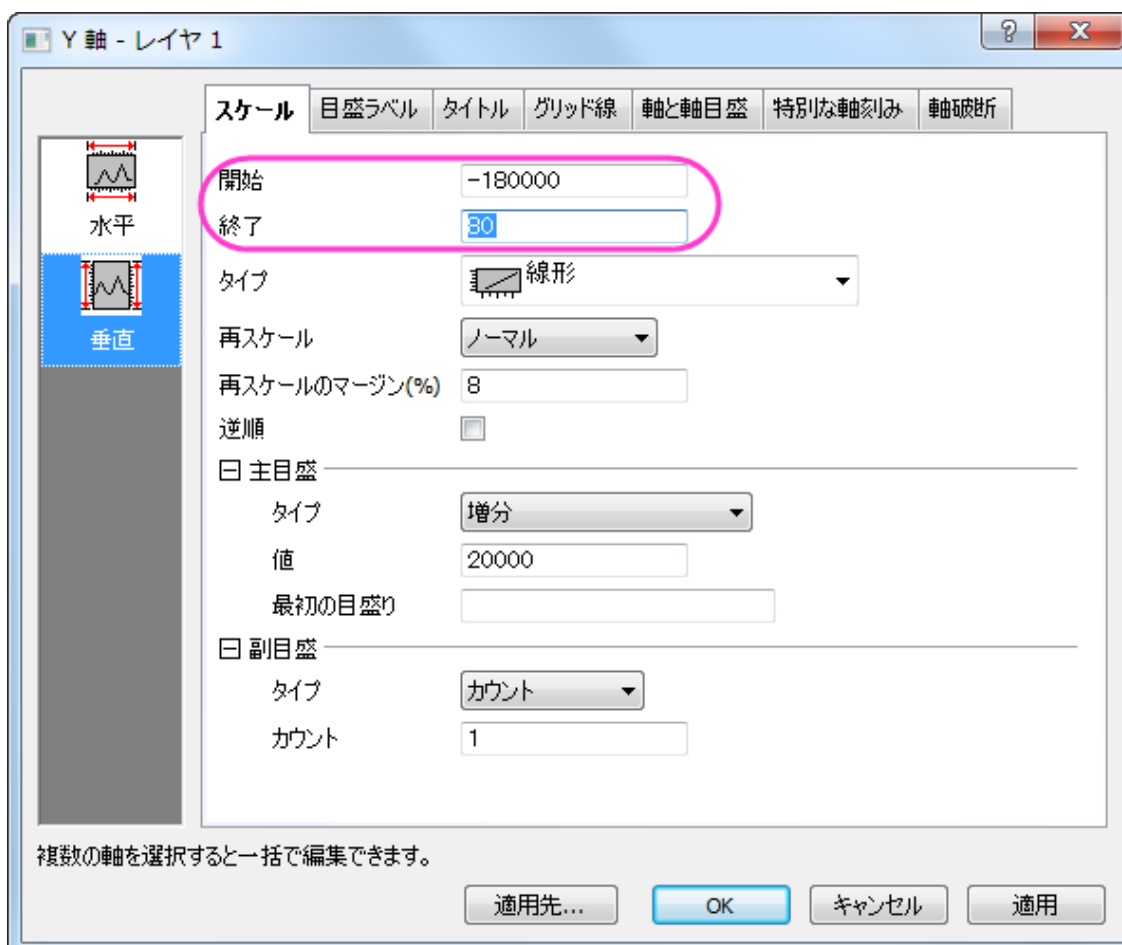 Y 軸 - レイヤ 1
スケール 目盛ラベル タイトル グリッド線 軸と軸目盛 特別な軸刻み 軸破断
水平
垂直
開始 -180000
終了 80
タイプ 線形
再スケール ノーマル
再スケールのマージン(%) 8
逆順
主目盛
タイプ 増分
値 20000
最初の目盛り
副目盛
タイプ カウント
カウント 1
複数の軸を選択すると一括で編集できます。
適用先... OK キャンセル 適用